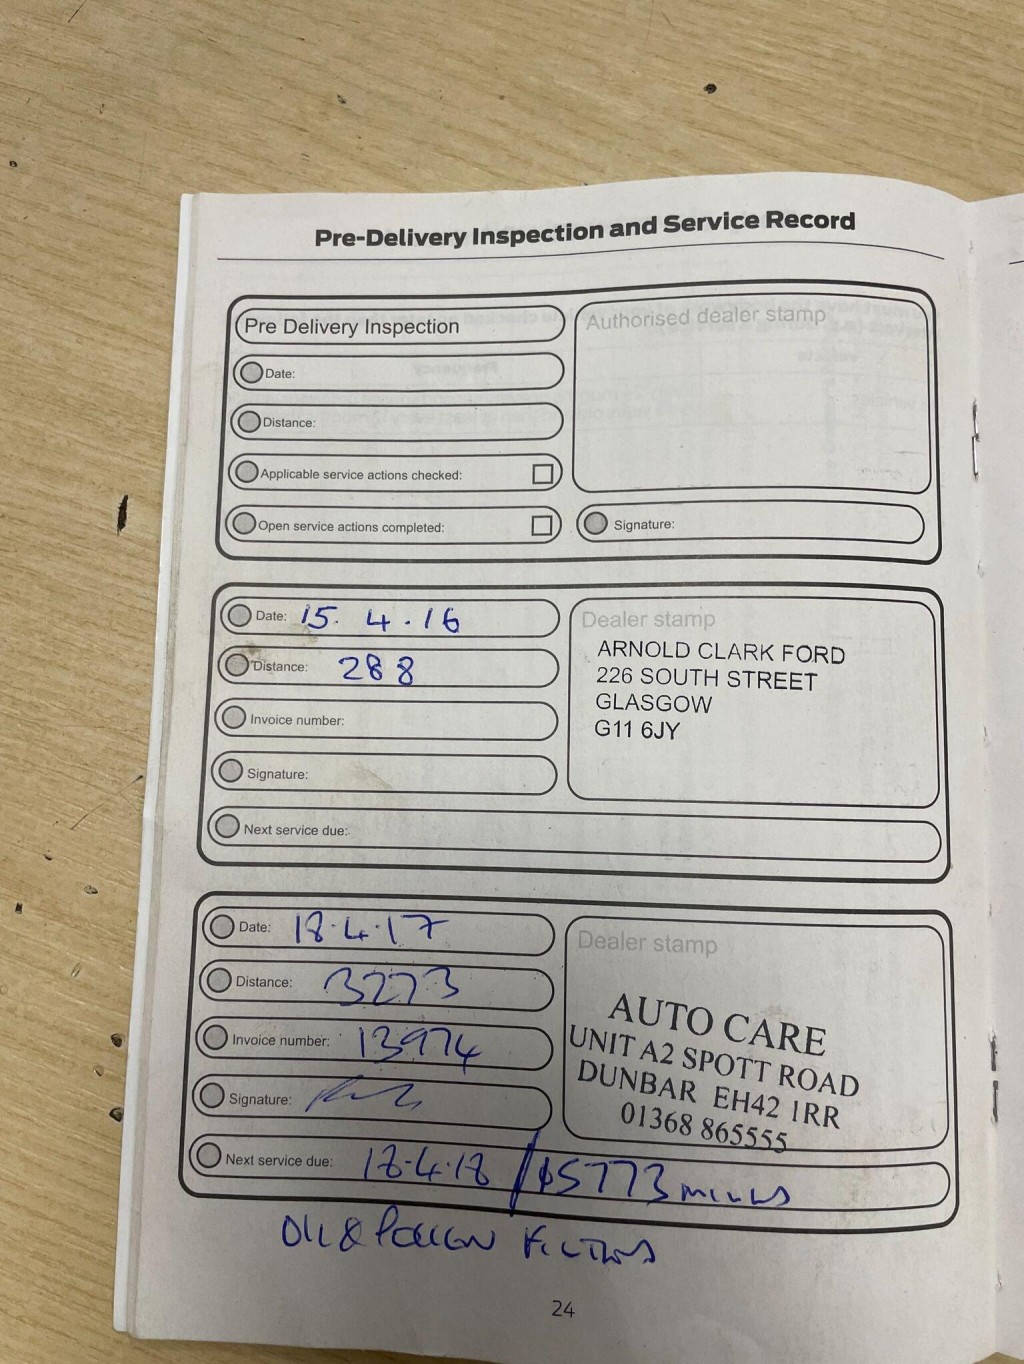 Pre-Delivery Inspection and Service Record
Pre Delivery Inspection
Authorised dealer stamp
Date:
Distance:
Applicable service actions checked:
Open service actions completed:
Signature:
Date: 15.4.16
Dealer stamp
ARNOLD CLARK FORD
226 SOUTH STREET
GLASGOW
G11 6JY
Distance: 288
Invoice number:
Signature:
Next service due:
Date: 18.4.17
Dealer stamp
AUTO CARE
UNIT A2 SPOTT ROAD
DUNBAR EH42 1RR
01368 865555
Distance: 3273
Invoice number: 13974
Signature:
Next service due: 18.4.18 / 15773 miles
OIL & POLLEN FILTERS
24